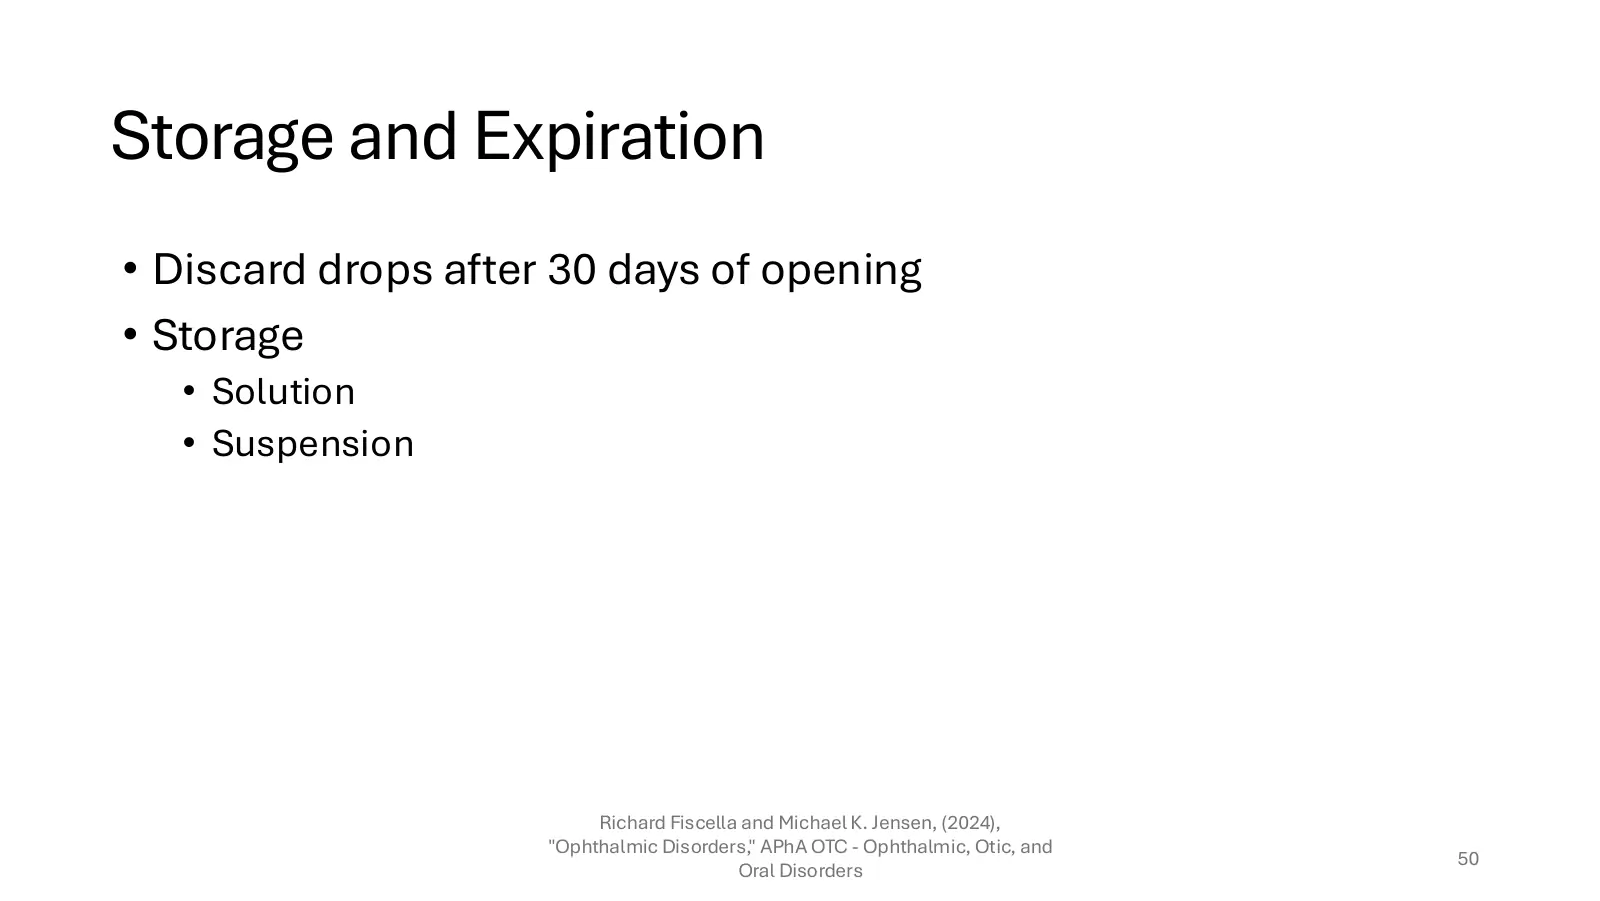 Storage and Expiration
• Discard drops after 30 days of opening
• Storage
• Solution
• Suspension
Richard Fiscella and Michael K. Jensen, (2024),
"Ophthalmic Disorders," APhA OTC - Ophthalmic, Otic, and
Oral Disorders
50